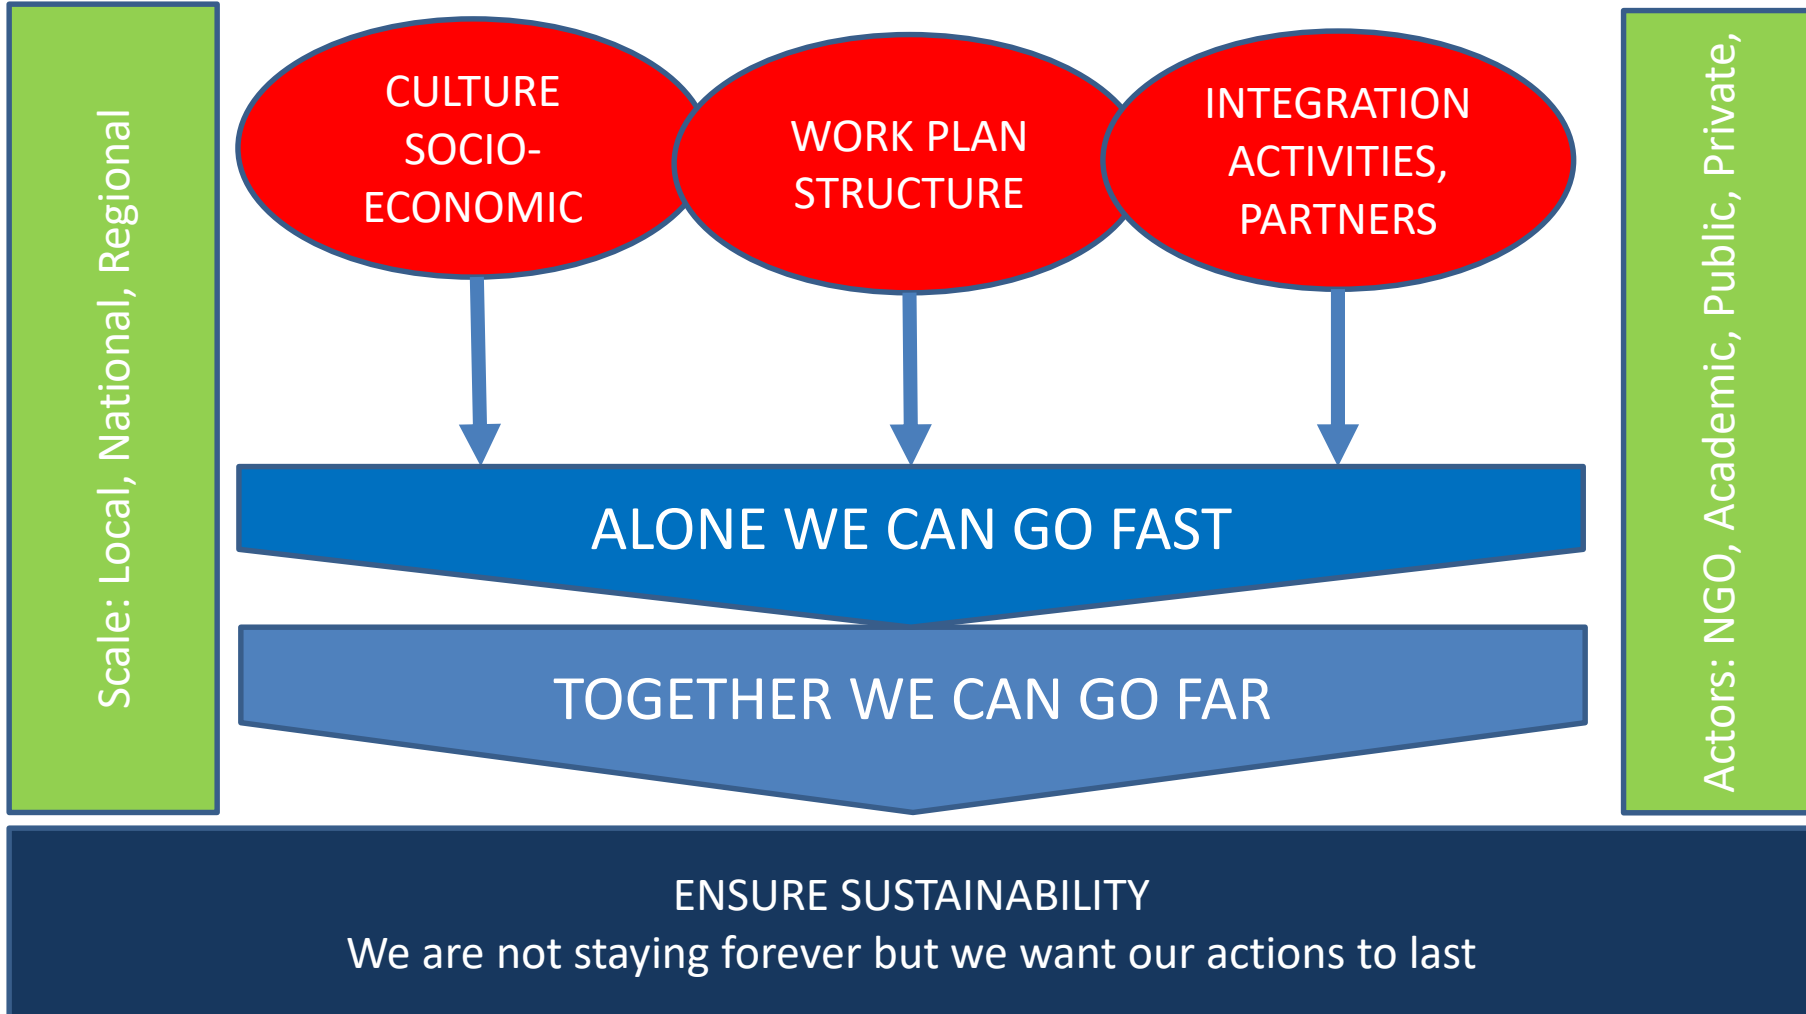 Scale: Local, National, Regional
CULTURE
SOCIO-
ECONOMIC
WORK PLAN
STRUCTURE
INTEGRATION
ACTIVITIES,
PARTNERS
Actors: NGO, Academic, Public, Private,
ALONE WE CAN GO FAST
TOGETHER WE CAN GO FAR
ENSURE SUSTAINABILITY
We are not staying forever but we want our actions to last